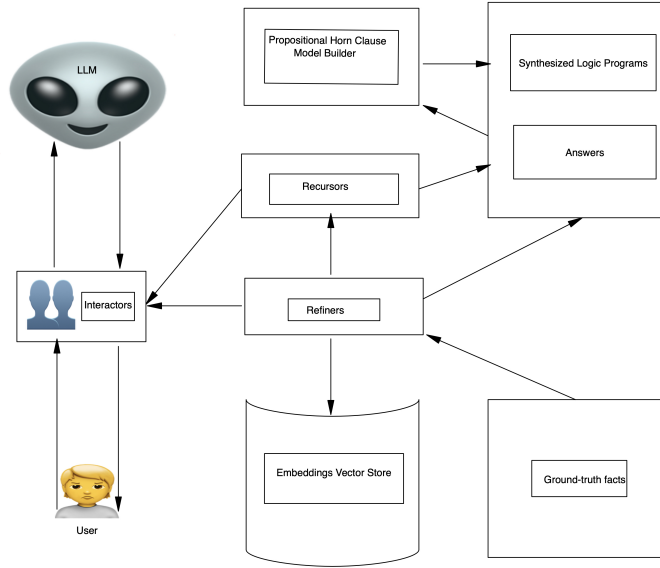 LLM
Propositional Horn Clause
Model Builder
Synthesized Logic Programs
Answers
Recursors
Interactors
Refiners
Embeddings Vector Store
Ground-truth facts
User